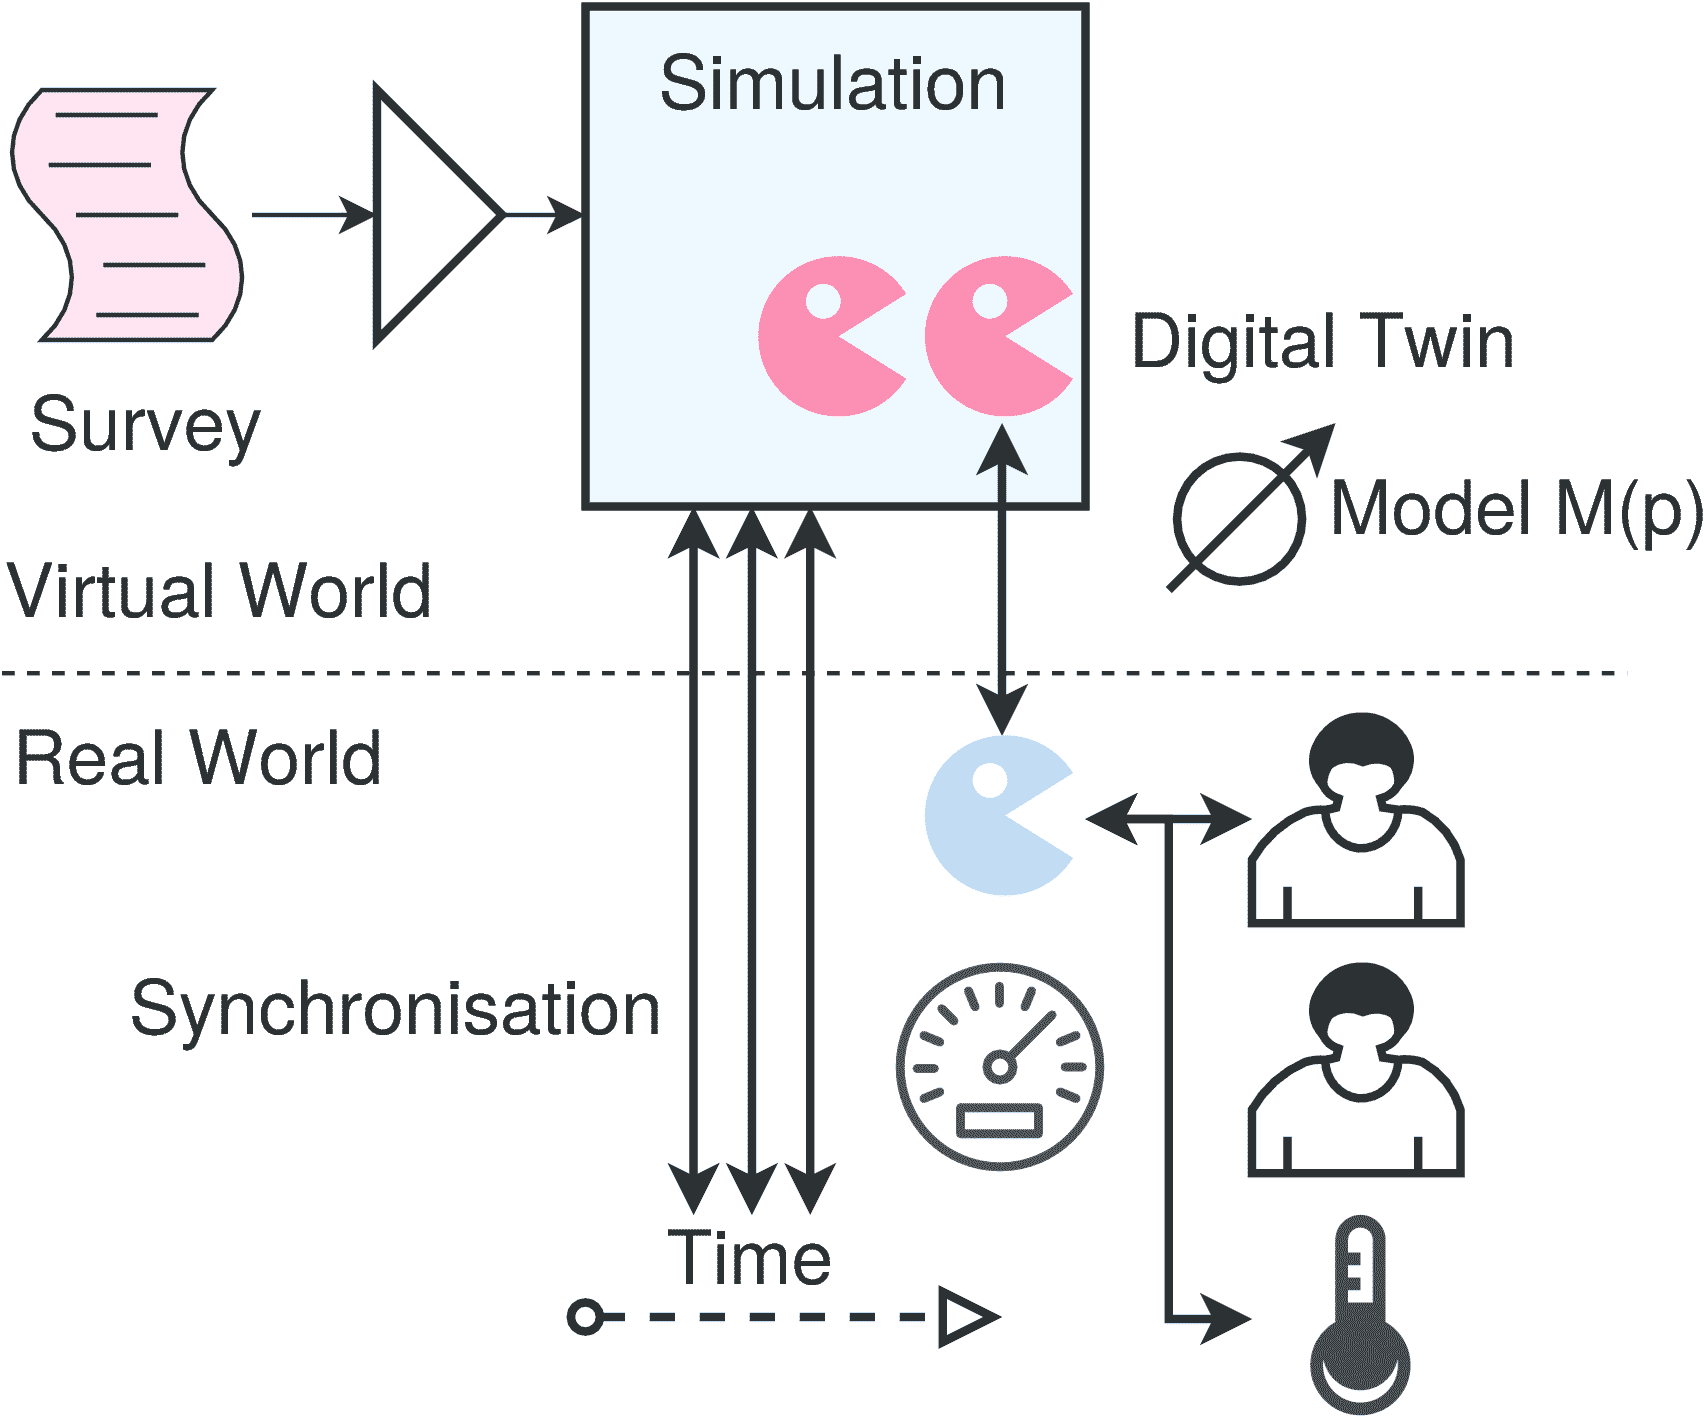 Simulation
Survey
Digital Twin
Model M(p)
Virtual World
Real World
Synchronisation
Time